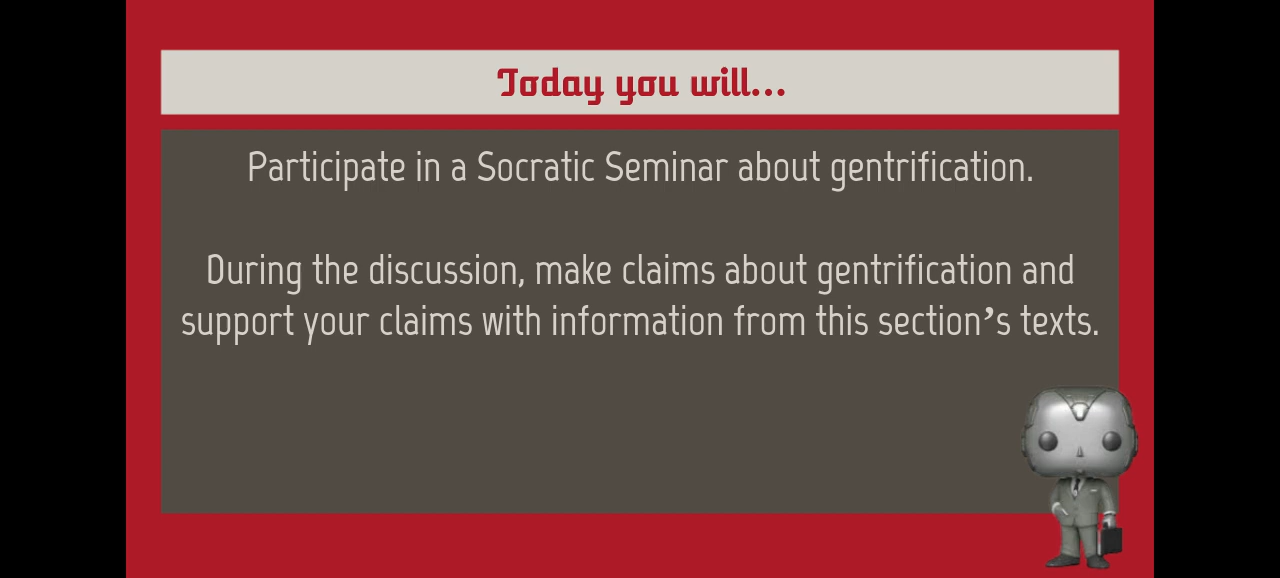 Today you will...
Participate in a Socratic Seminar about gentrification.
During the discussion, make claims about gentrification and
support your claims with information from this section’s texts.